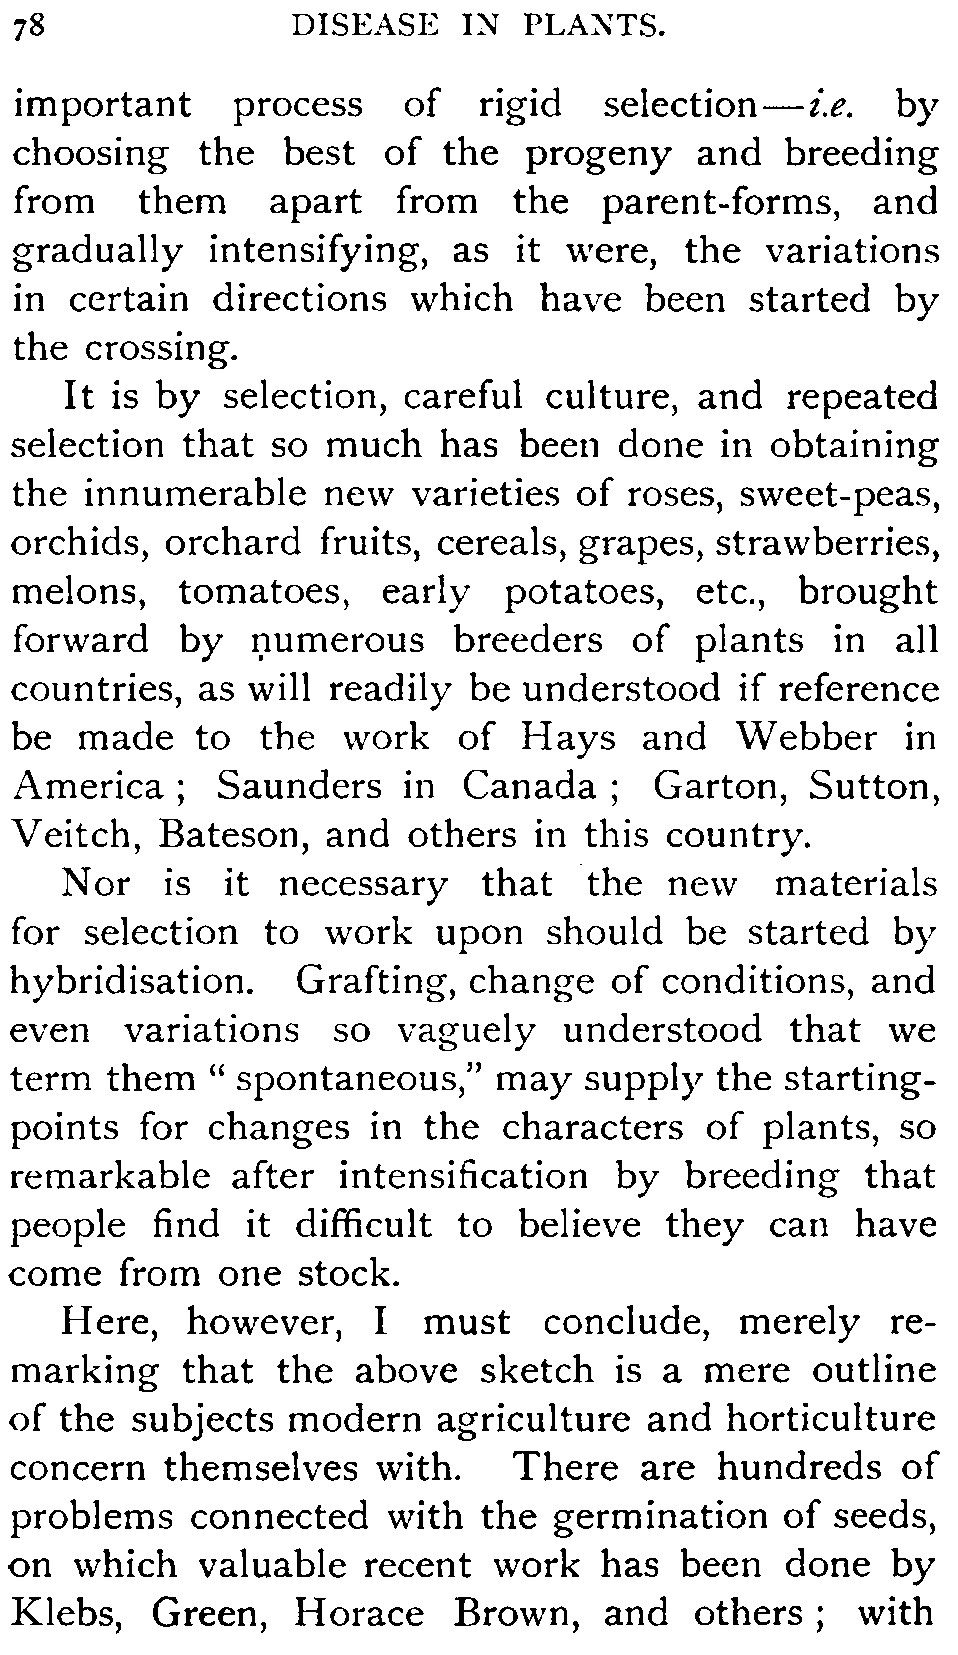 78 DISEASE IN PLANTS.
important process of rigid selection—i.e. by
choosing the best of the progeny and breeding
from them apart from the parent-forms, and
gradually intensifying, as it were, the variations
in certain directions which have been started by
the crossing.
It is by selection, careful culture, and repeated
selection that so much has been done in obtaining
the innumerable new varieties of roses, sweet-peas,
orchids, orchard fruits, cereals, grapes, strawberries,
melons, tomatoes, early potatoes, etc., brought
forward by numerous breeders of plants in all
countries, as will readily be understood if reference
be made to the work of Hays and Webber in
America ; Saunders in Canada ; Garton, Sutton,
Veitch, Bateson, and others in this country.
Nor is it necessary that the new materials
for selection to work upon should be started by
hybridisation. Grafting, change of conditions, and
even variations so vaguely understood that we
term them “ spontaneous,” may supply the starting-
points for changes in the characters of plants, so
remarkable after intensification by breeding that
people find it difficult to believe they can have
come from one stock.
Here, however, I must conclude, merely re-
marking that the above sketch is a mere outline
of the subjects modern agriculture and horticulture
concern themselves with. There are hundreds of
problems connected with the germination of seeds,
on which valuable recent work has been done by
Klebs, Green, Horace Brown, and others ; with